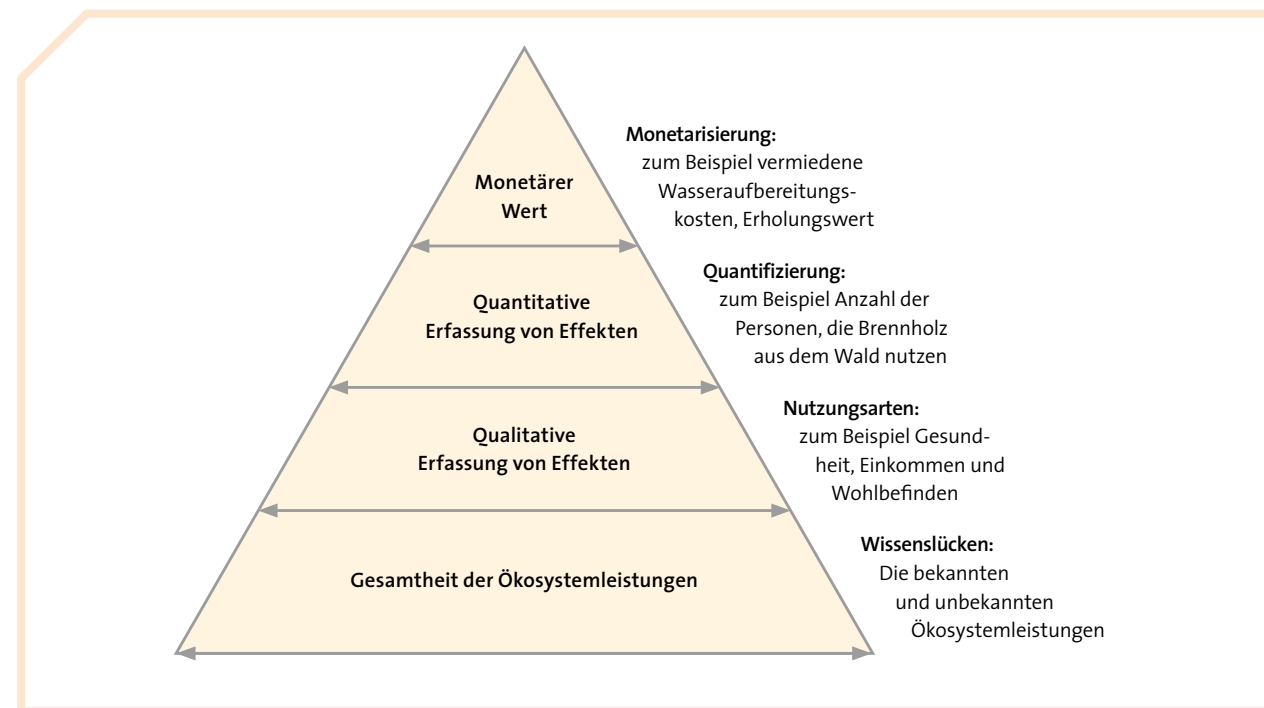 Monetärer
Wert
Monetarisierung:
zum Beispiel vermiedene
Wasseraufbereitungs-
kosten, Erholungswert
Quantitative
Erfassung von Effekten
Quantifizierung:
zum Beispiel Anzahl der
Personen, die Brennholz
aus dem Wald nutzen
Qualitative
Erfassung von Effekten
Nutzungsarten:
zum Beispiel Gesund-
heit, Einkommen und
Wohlbefinden
Gesamtheit der Ökosystemleistungen
Wissenslücken:
Die bekannten
und unbekannten
Ökosystemleistungen